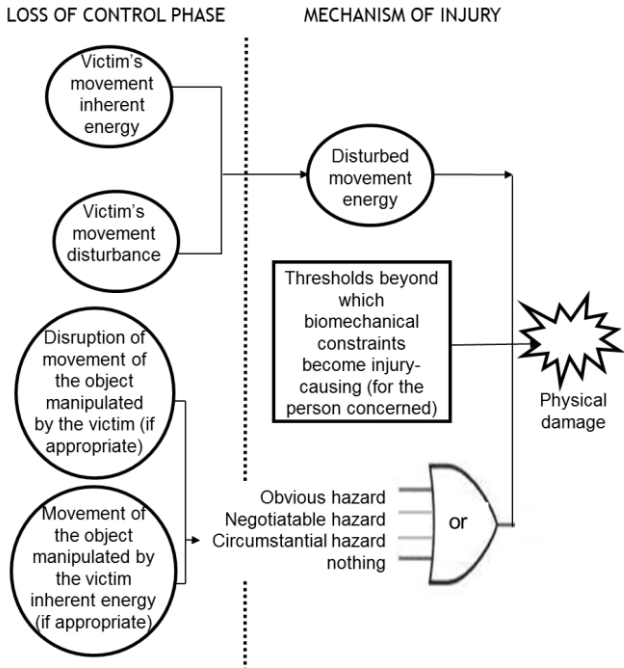 LOSS OF CONTROL PHASE
MECHANISM OF INJURY
Victim's
movement
inherent
energy
Victim's
movement
disturbance
Disturbed
movement
energy
Thresholds beyond
which
biomechanical
constraints
become injury-
causing (for the
person concerned)
Physical
damage
Disruption of
movement of
the object
manipulated
by the victim (if
appropriate)
Movement of
the object
manipulated by
the victim
inherent energy
(if appropriate)
Obvious hazard
Negotiatable hazard
Circumstantial hazard
nothing
or